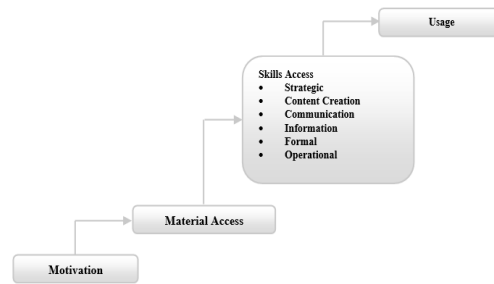 Usage
Skills Access
• Strategic
• Content Creation
• Communication
• Information
• Formal
• Operational
Material Access
Motivation